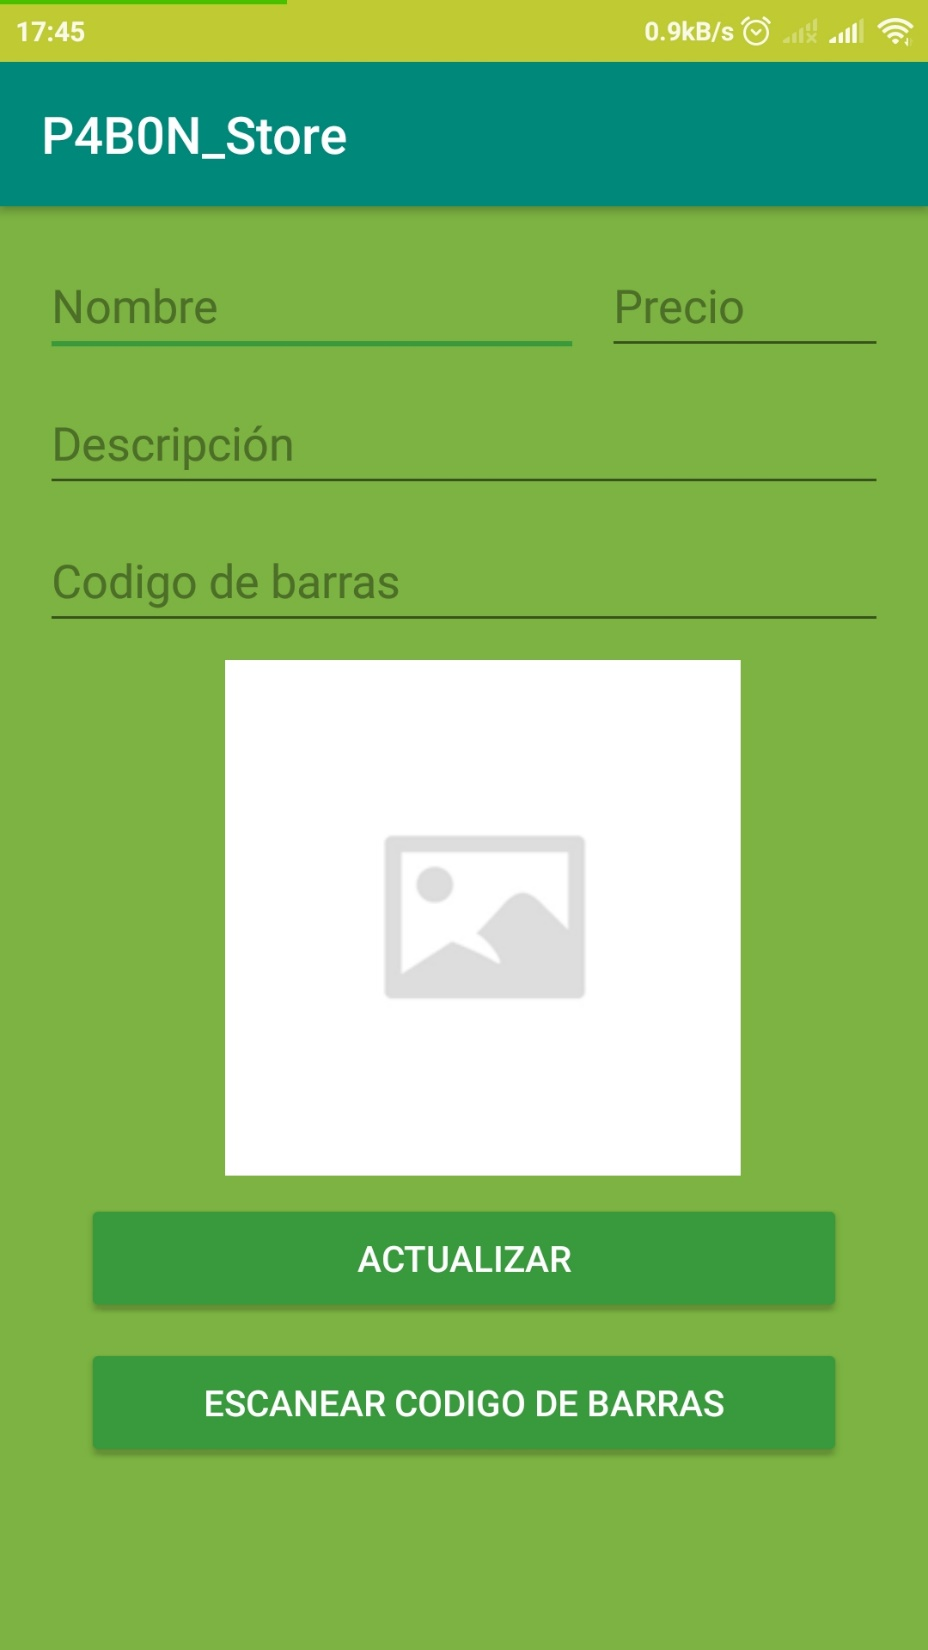 17:45 0.9kB/s
P4B0N_Store
Nombre Precio
Descripción
Codigo de barras
ACTUALIZAR
ESCANEAR CODIGO DE BARRAS